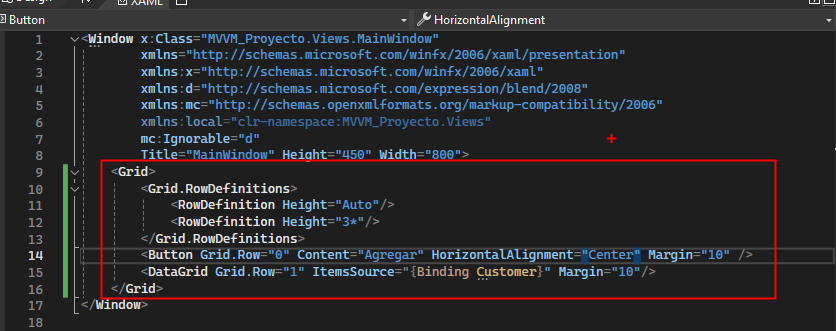 XAML
Button
HorizontalAlignment
1 <Window x:Class="MVVM_Proyecto.Views.MainWindow"
2 xmlns="http://schemas.microsoft.com/winfx/2006/xaml/presentation"
3 xmlns:x="http://schemas.microsoft.com/winfx/2006/xaml"
4 xmlns:d="http://schemas.microsoft.com/expression/blend/2008"
5 xmlns:mc="http://schemas.openxmlformats.org/markup-compatibility/2006"
6 xmlns:local="clr-namespace:MVVM_Proyecto.Views"
7 mc:Ignorable="d"
8 Title="MainWindow" Height="450" Width="800">
9 <Grid>
10 <Grid.RowDefinitions>
11 <RowDefinition Height="Auto"/>
12 <RowDefinition Height="3*"/>
13 </Grid.RowDefinitions>
14 <Button Grid.Row="0" Content="Agregar" HorizontalAlignment="Center" Margin="10" />
15 <DataGrid Grid.Row="1" ItemsSource="{Binding Customer}" Margin="10"/>
16 </Grid>
17 </Window>
18